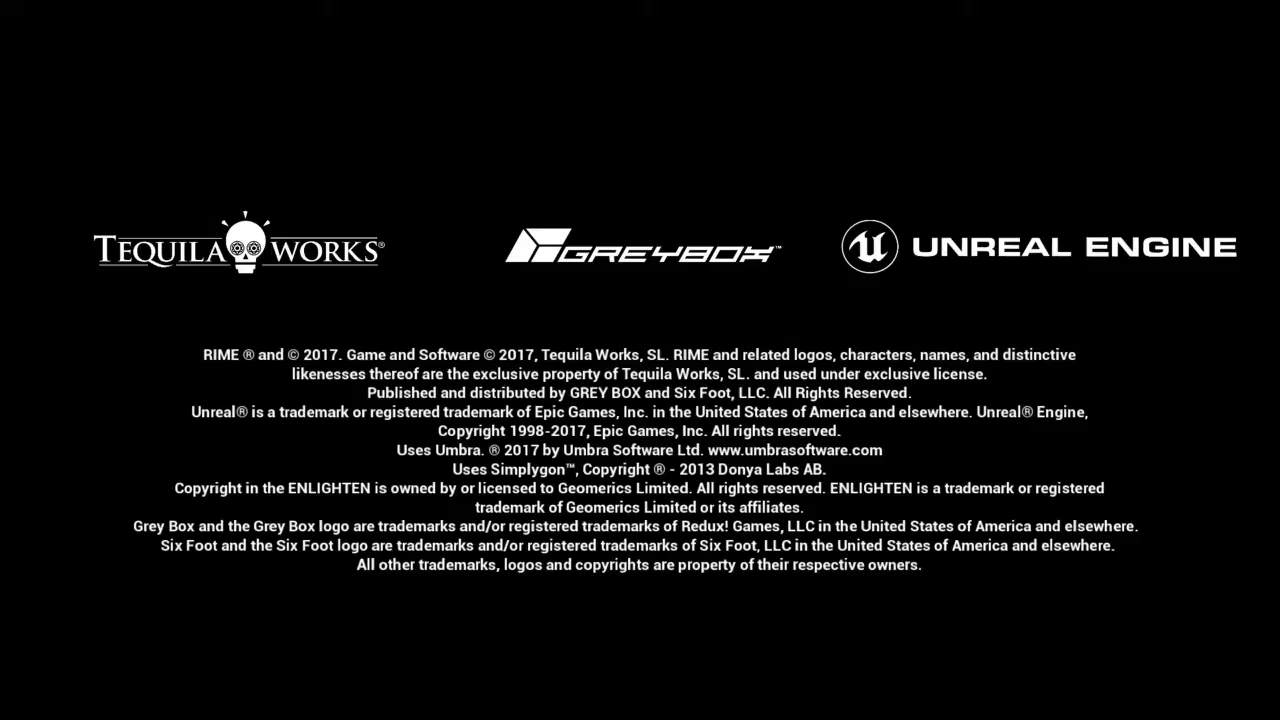 TEQUILA WORKS®
GREYBOX™
UNREAL ENGINE
RIME ® and © 2017. Game and Software © 2017, Tequila Works, SL. RIME and related logos, characters, names, and distinctive
likenesses thereof are the exclusive property of Tequila Works, SL. and used under exclusive license.
Published and distributed by GREY BOX and Six Foot, LLC. All Rights Reserved.
Unreal® is a trademark or registered trademark of Epic Games, Inc. in the United States of America and elsewhere. Unreal® Engine,
Copyright 1998-2017, Epic Games, Inc. All rights reserved.
Uses Umbra. ® 2017 by Umbra Software Ltd. www.umbrasoftware.com
Uses Simplygon™, Copyright ® - 2013 Donya Labs AB.
Copyright in the ENLIGHTEN is owned by or licensed to Geomerics Limited. All rights reserved. ENLIGHTEN is a trademark or registered
trademark of Geomerics Limited or its affiliates.
Grey Box and the Grey Box logo are trademarks and/or registered trademarks of Redux! Games, LLC in the United States of America and elsewhere.
Six Foot and the Six Foot logo are trademarks and/or registered trademarks of Six Foot, LLC in the United States of America and elsewhere.
All other trademarks, logos and copyrights are property of their respective owners.